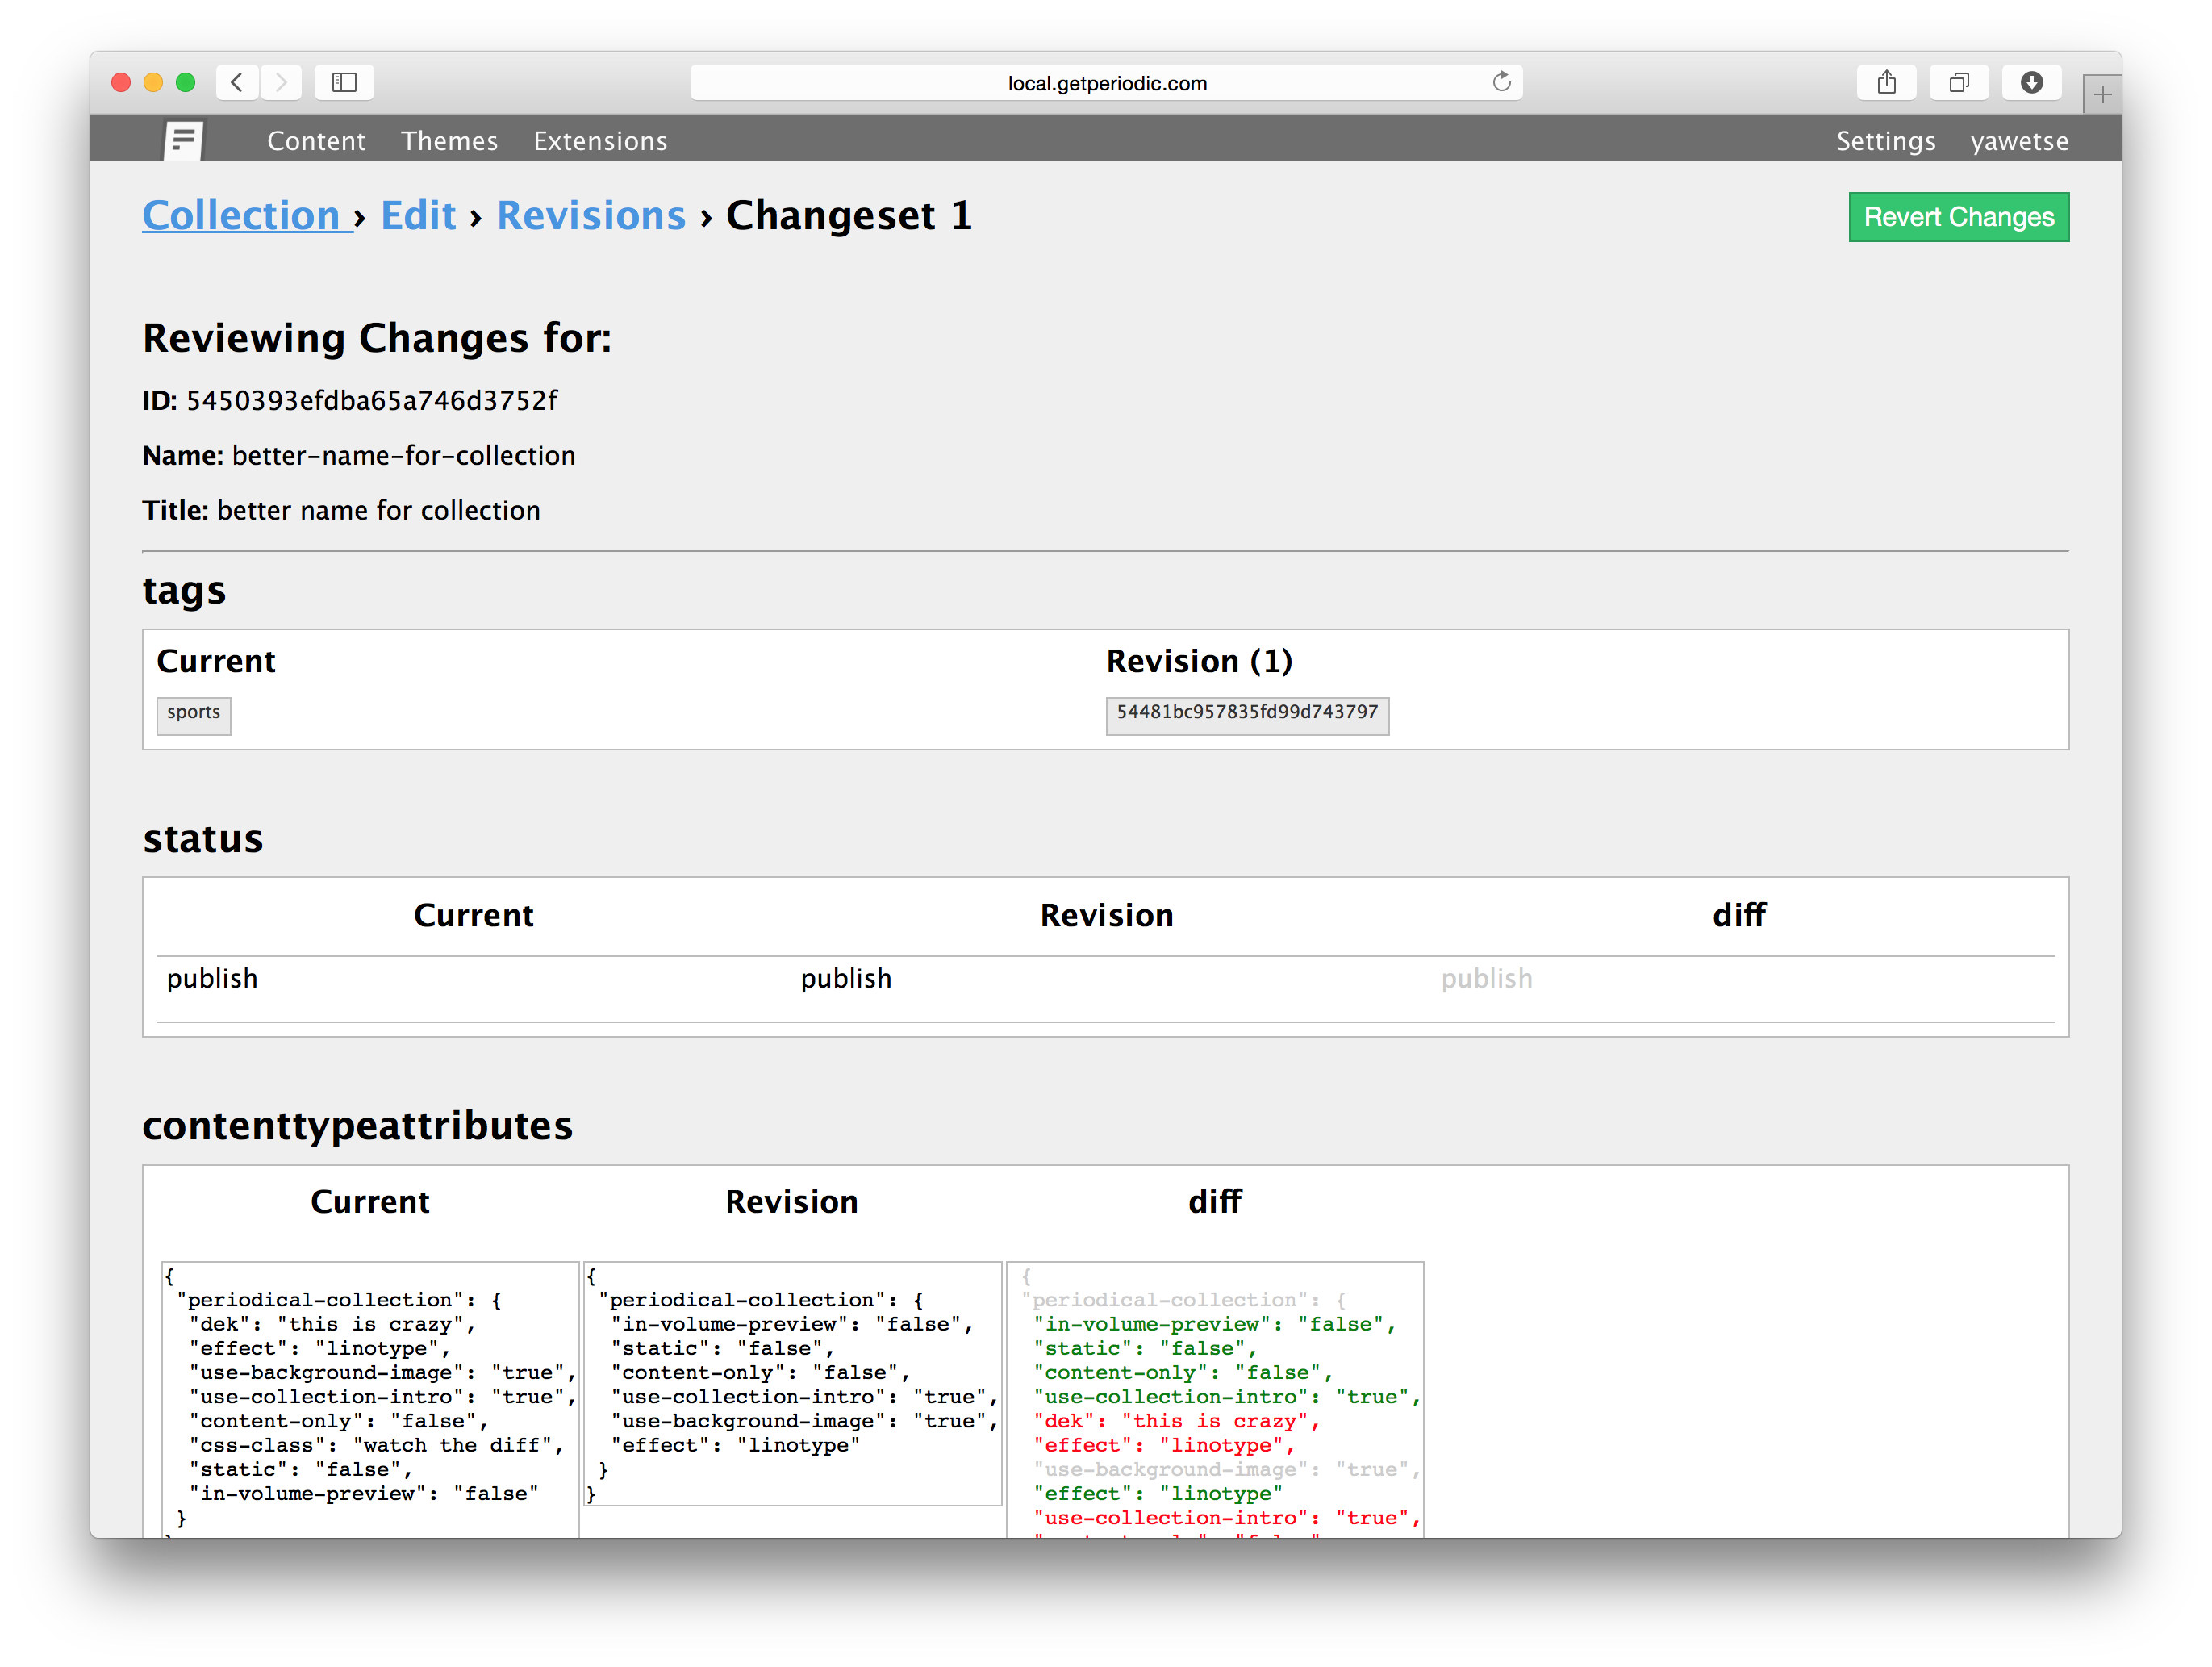 local.getperiodic.com
Content Themes Extensions Settings yawetse
Collection › Edit › Revisions › Changeset 1
Revert Changes
Reviewing Changes for:
ID: 5450393efdba65a746d3752f
Name: better-name-for-collection
Title: better name for collection
tags
Current Revision (1)
sports 54481bc957835fd99d743797
status
Current Revision diff
publish publish publish
contenttypeattributes
Current Revision diff
{
"periodical-collection": {
"dek": "this is crazy",
"effect": "linotype",
"use-background-image": "true",
"use-collection-intro": "true",
"content-only": "false",
"css-class": "watch the diff",
"static": "false",
"in-volume-preview": "false"
}
{
"periodical-collection": {
"in-volume-preview": "false",
"static": "false",
"content-only": "false",
"use-collection-intro": "true",
"use-background-image": "true",
"effect": "linotype"
}
}
{
"periodical-collection": {
"in-volume-preview": "false",
"static": "false",
"content-only": "false",
"use-collection-intro": "true",
"dek": "this is crazy",
"effect": "linotype",
"use-background-image": "true",
"effect": "linotype"
"use-collection-intro": "true",